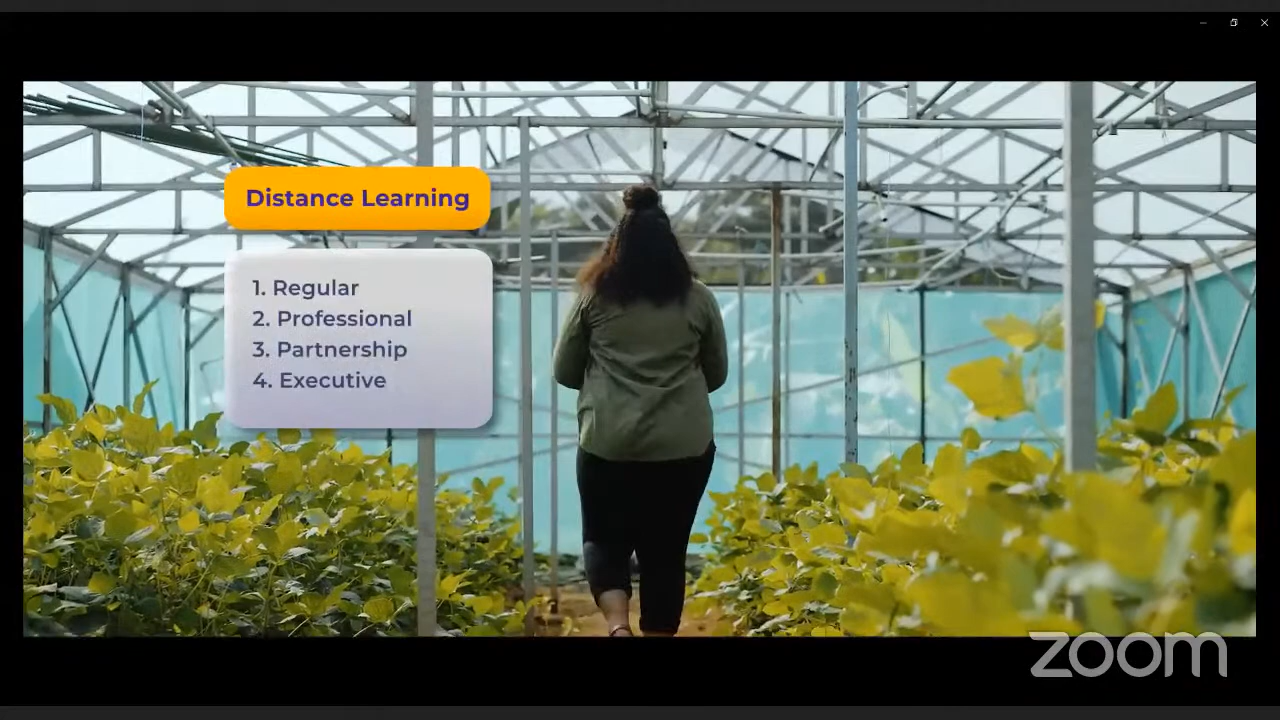 Distance Learning
1. Regular
2. Professional
3. Partnership
4. Executive
zoom